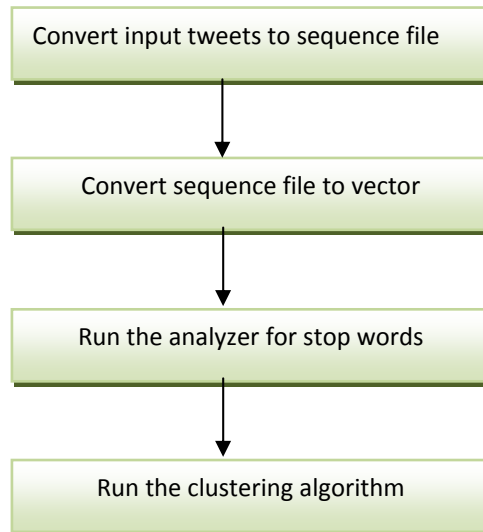 Convert input tweets to sequence file
Convert sequence file to vector
Run the analyzer for stop words
Run the clustering algorithm